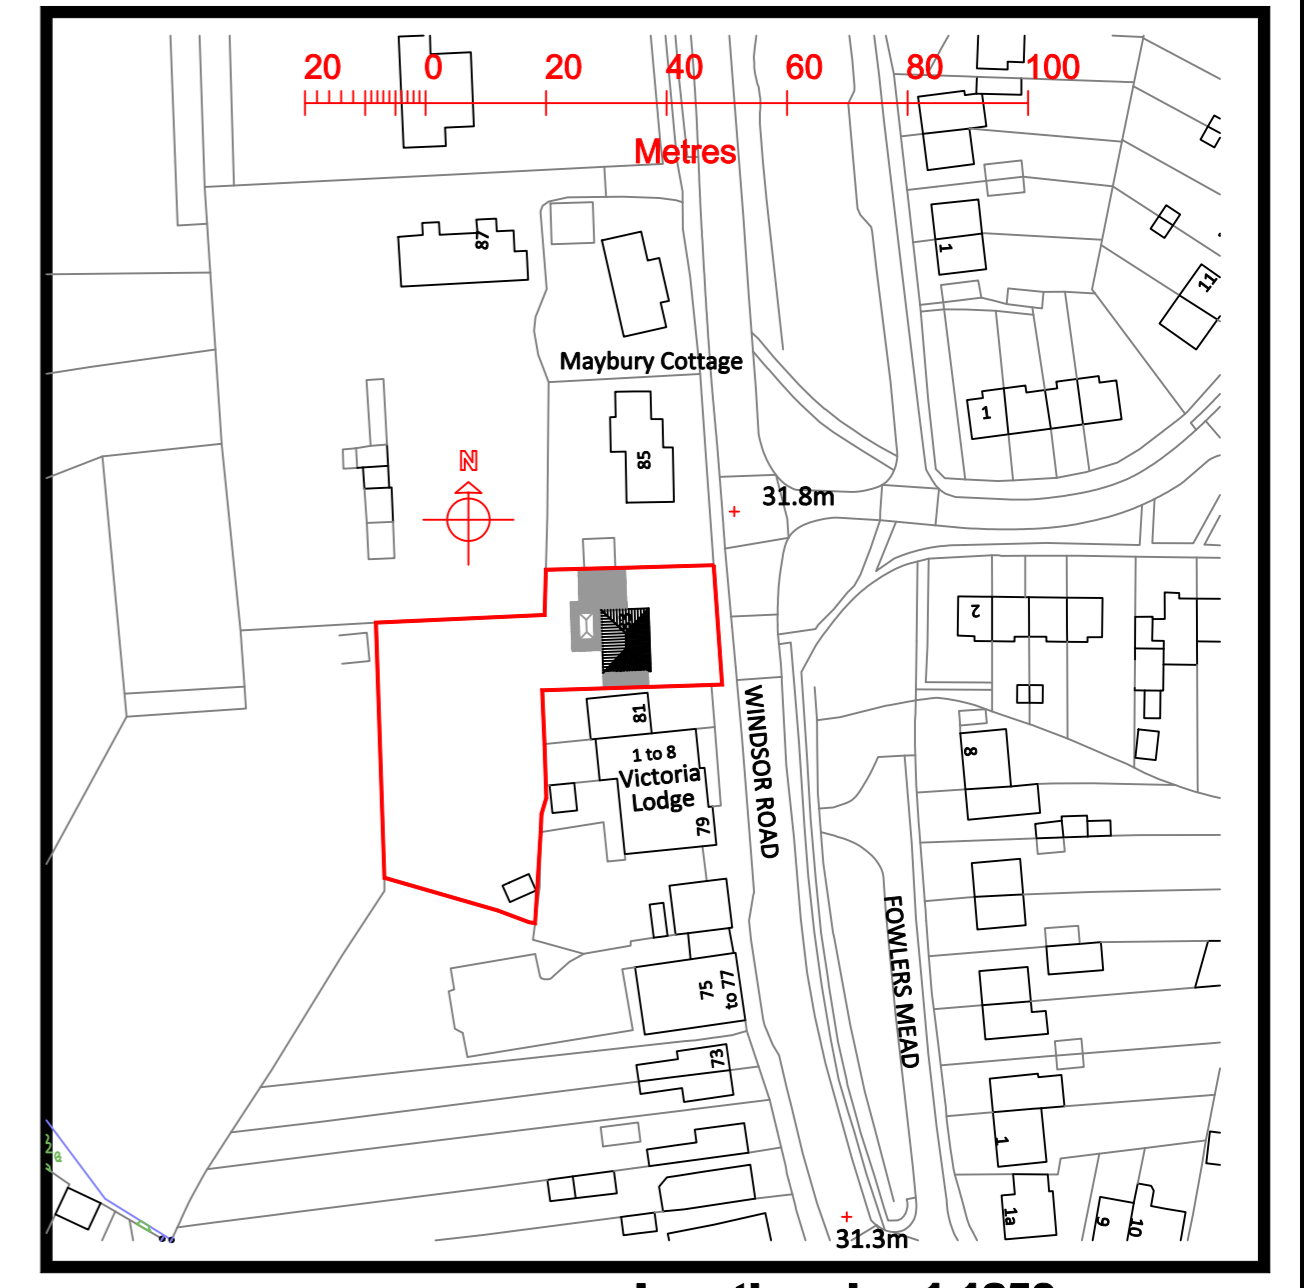 20 0 20 40 60 80 100
Metres
87
1
11
Maybury Cottage
1
85
N
31.8m
2
81
1 to 8
Victoria
Lodge
79
WINDSOR ROAD
8
FOWLERS MEAD
75
77 to
73
1
1a
9
10
31.3m